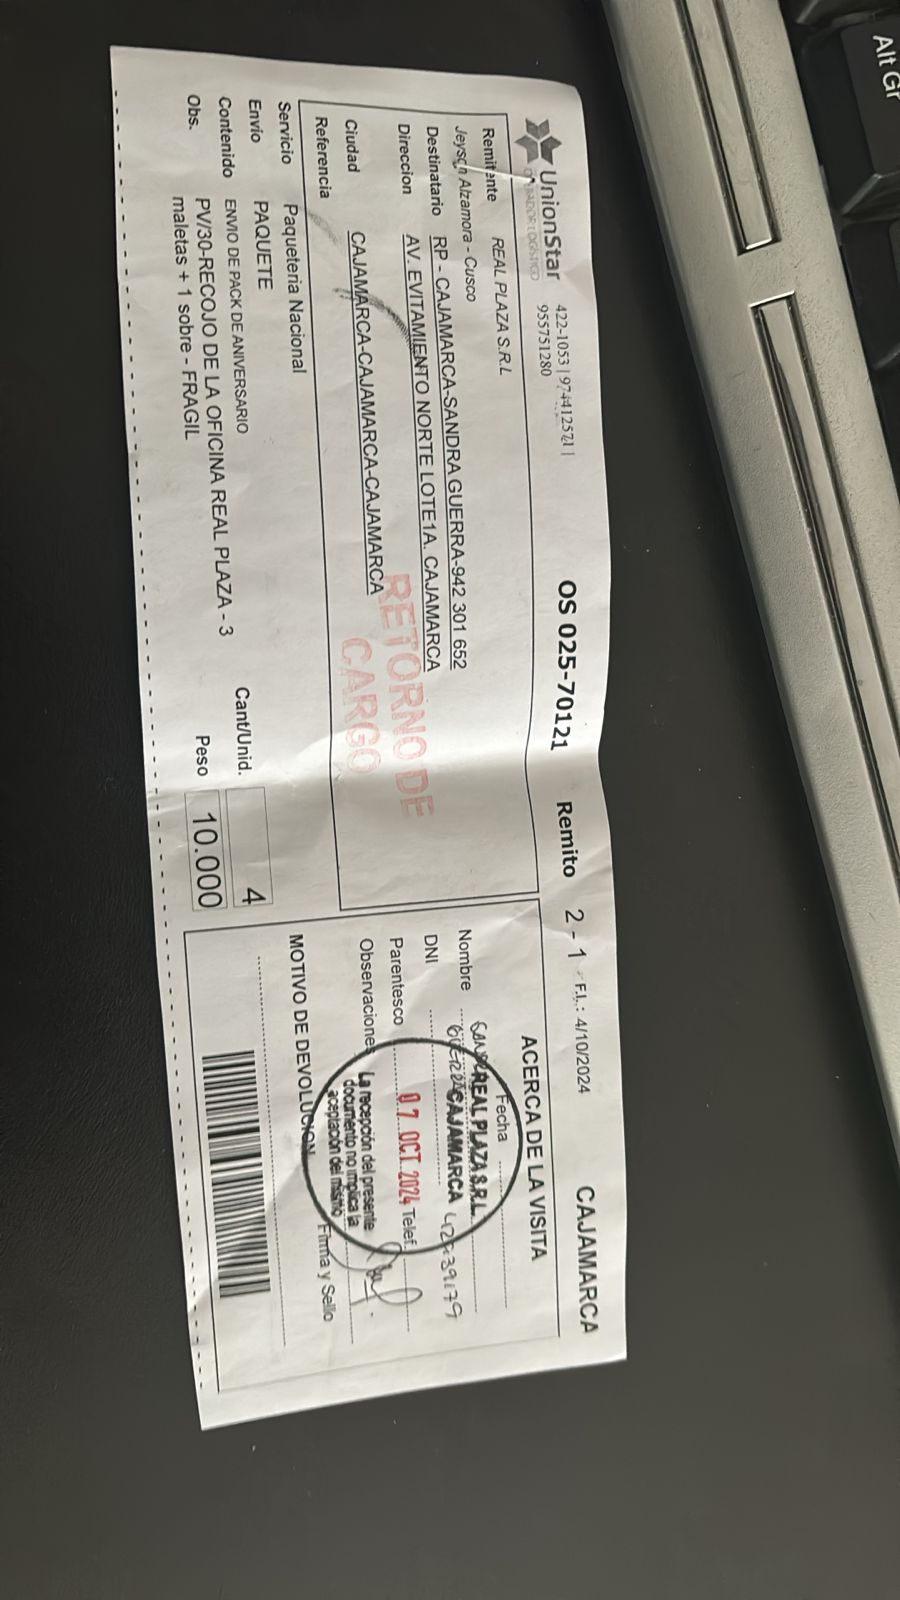 UnionStar
OPERADOR LOGISTICO
422-1053 | 974412521 |
955751280
OS 025-70121
Remito 2 - 1
F.I.: 4/10/2024
CAJAMARCA
Remitente REAL PLAZA S.R.L
Jeyson Alzamora - Cusco
Destinatario RP - CAJAMARCA-SANDRA GUERRA-942 301 652
Direccion AV. EVITAMIENTO NORTE LOTE1A. CAJAMARCA
Ciudad CAJAMARCA-CAJAMARCA-CAJAMARCA
Referencia
RETORNO DE
CARGO
Servicio Paqueteria Nacional
Envio PAQUETE
Contenido ENVIO DE PACK DE ANIVERSARIO
Obs. PV/30-RECOJO DE LA OFICINA REAL PLAZA - 3
maletas + 1 sobre - FRAGIL
Cant/Unid. 4
Peso 10.000
ACERCA DE LA VISITA
Fecha
Nombre
REAL PLAZA S.R.L.
CAJAMARCA
DNI
Parentesco
07 OCT. 2024
Telef
Observaciones
La recepción del presente
documento no implica la
aceptación del mismo
Firma y Sello
MOTIVO DE DEVOLUCION
Alt Gr